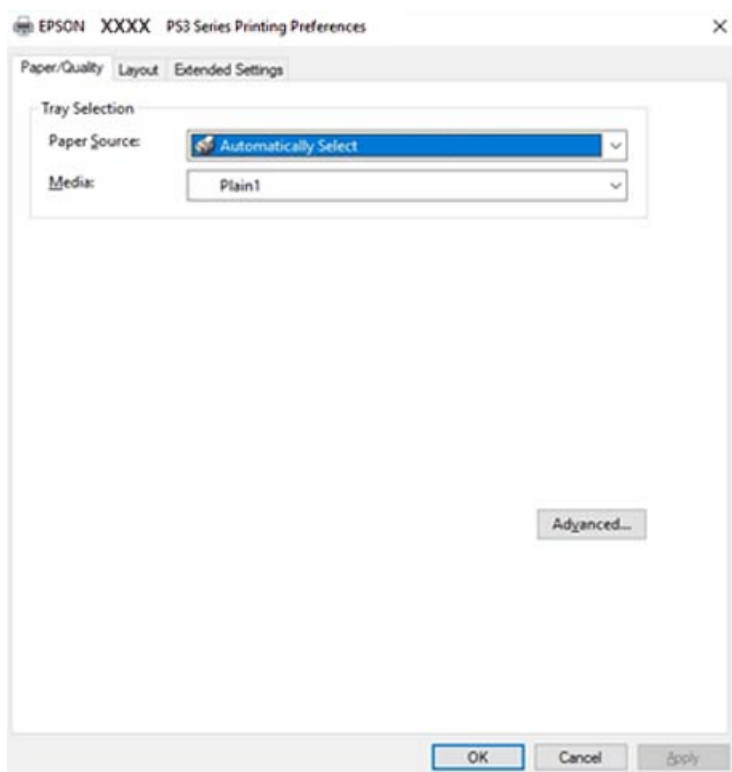 EPSON XXXX PS3 Series Printing Preferences
Paper/Quality Layout Extended Settings
Tray Selection
Paper Source: Automatically Select
Media: Plain1
Advanced...
OK Cancel Apply